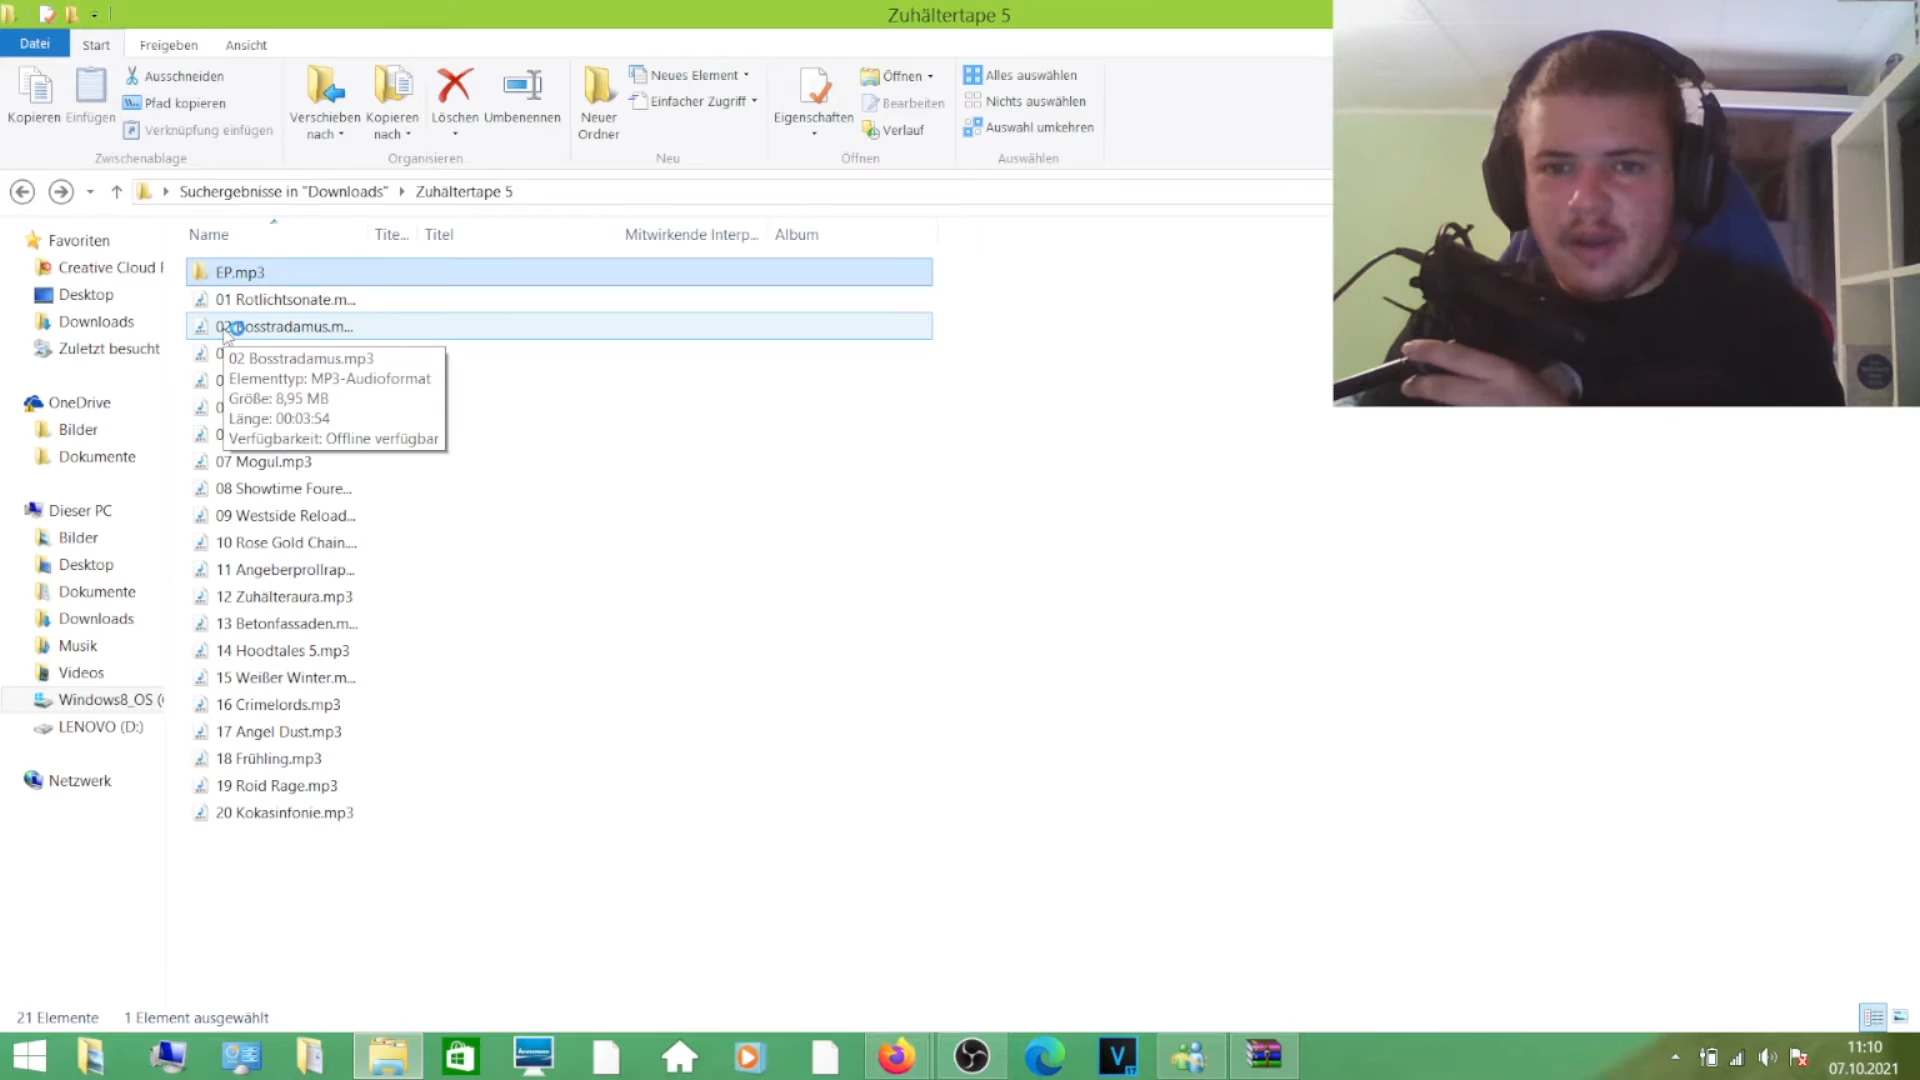 Zuhältertape 5
Datei Start Freigeben Ansicht
Kopieren
Einfügen
Ausschneiden
Pfad kopieren
Verknüpfung einfügen
Zwischenablage
Verschieben nach
Kopieren nach
Löschen
Umbenennen
Organisieren
Neuer Ordner
Neues Element
Einfacher Zugriff
Neu
Eigenschaften
Öffnen
Bearbeiten
Verlauf
Öffnen
Alles auswählen
Nichts auswählen
Auswahl umkehren
Auswählen
Suchergebnisse in "Downloads" Zuhältertape 5
Favoriten
Creative Cloud
Desktop
Downloads
Zuletzt besucht
OneDrive
Bilder
Dokumente
Dieser PC
Bilder
Desktop
Dokumente
Downloads
Musik
Videos
Windows8_OS (
LENOVO (D:)
Netzwerk
Name Tite... Titel Mitwirkende Interp... Album
EP.mp3
01 Rotlichtsonate.m...
02 Bosstradamus.m...
02 Bosstradamus.mp3
Elementtyp: MP3-Audioformat
Größe: 8,95 MB
Länge: 00:03:54
Verfügbarkeit: Offline verfügbar
07 Mogul.mp3
08 Showtime Foure...
09 Westside Reload...
10 Rose Gold Chain....
11 Angeberprollrap...
12 Zuhälteraura.mp3
13 Betonfassaden.m...
14 Hoodtales 5.mp3
15 Weißer Winter.m...
16 Crimelords.mp3
17 Angel Dust.mp3
18 Frühling.mp3
19 Roid Rage.mp3
20 Kokasinfonie.mp3
21 Elemente 1 Element ausgewählt
11:10
07.10.2021